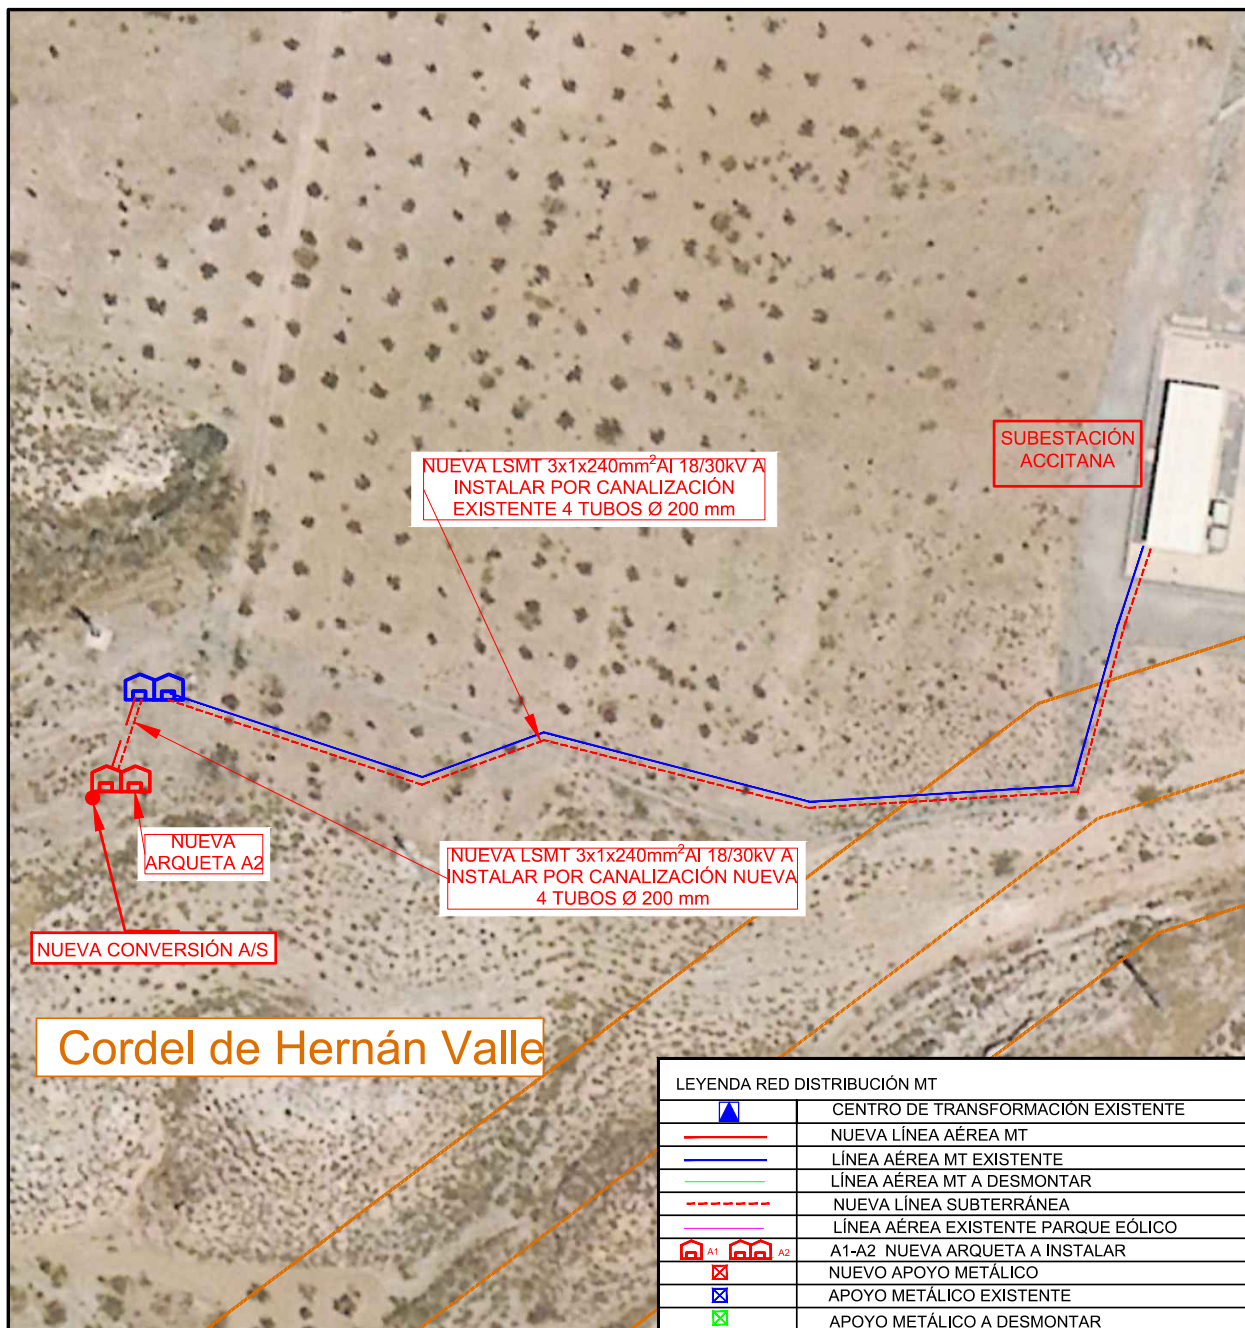 SUBESTACIÓN
ACCITANA
NUEVA LSMT 3x1x240mm²Al 18/30kV A
INSTALAR POR CANALIZACIÓN
EXISTENTE 4 TUBOS Ø 200 mm
NUEVA
ARQUETA A2
NUEVA LSMT 3x1x240mm²Al 18/30kV A
INSTALAR POR CANALIZACIÓN NUEVA
4 TUBOS Ø 200 mm
NUEVA CONVERSIÓN A/S
Cordel de Hernán Valle
LEYENDA RED DISTRIBUCIÓN MT
CENTRO DE TRANSFORMACIÓN EXISTENTE
NUEVA LÍNEA AÉREA MT
LÍNEA AÉREA MT EXISTENTE
LÍNEA AÉREA MT A DESMONTAR
NUEVA LÍNEA SUBTERRÁNEA
LÍNEA AÉREA EXISTENTE PARQUE EÓLICO
A1 A2 A1-A2 NUEVA ARQUETA A INSTALAR
NUEVO APOYO METÁLICO
APOYO METÁLICO EXISTENTE
APOYO METÁLICO A DESMONTAR